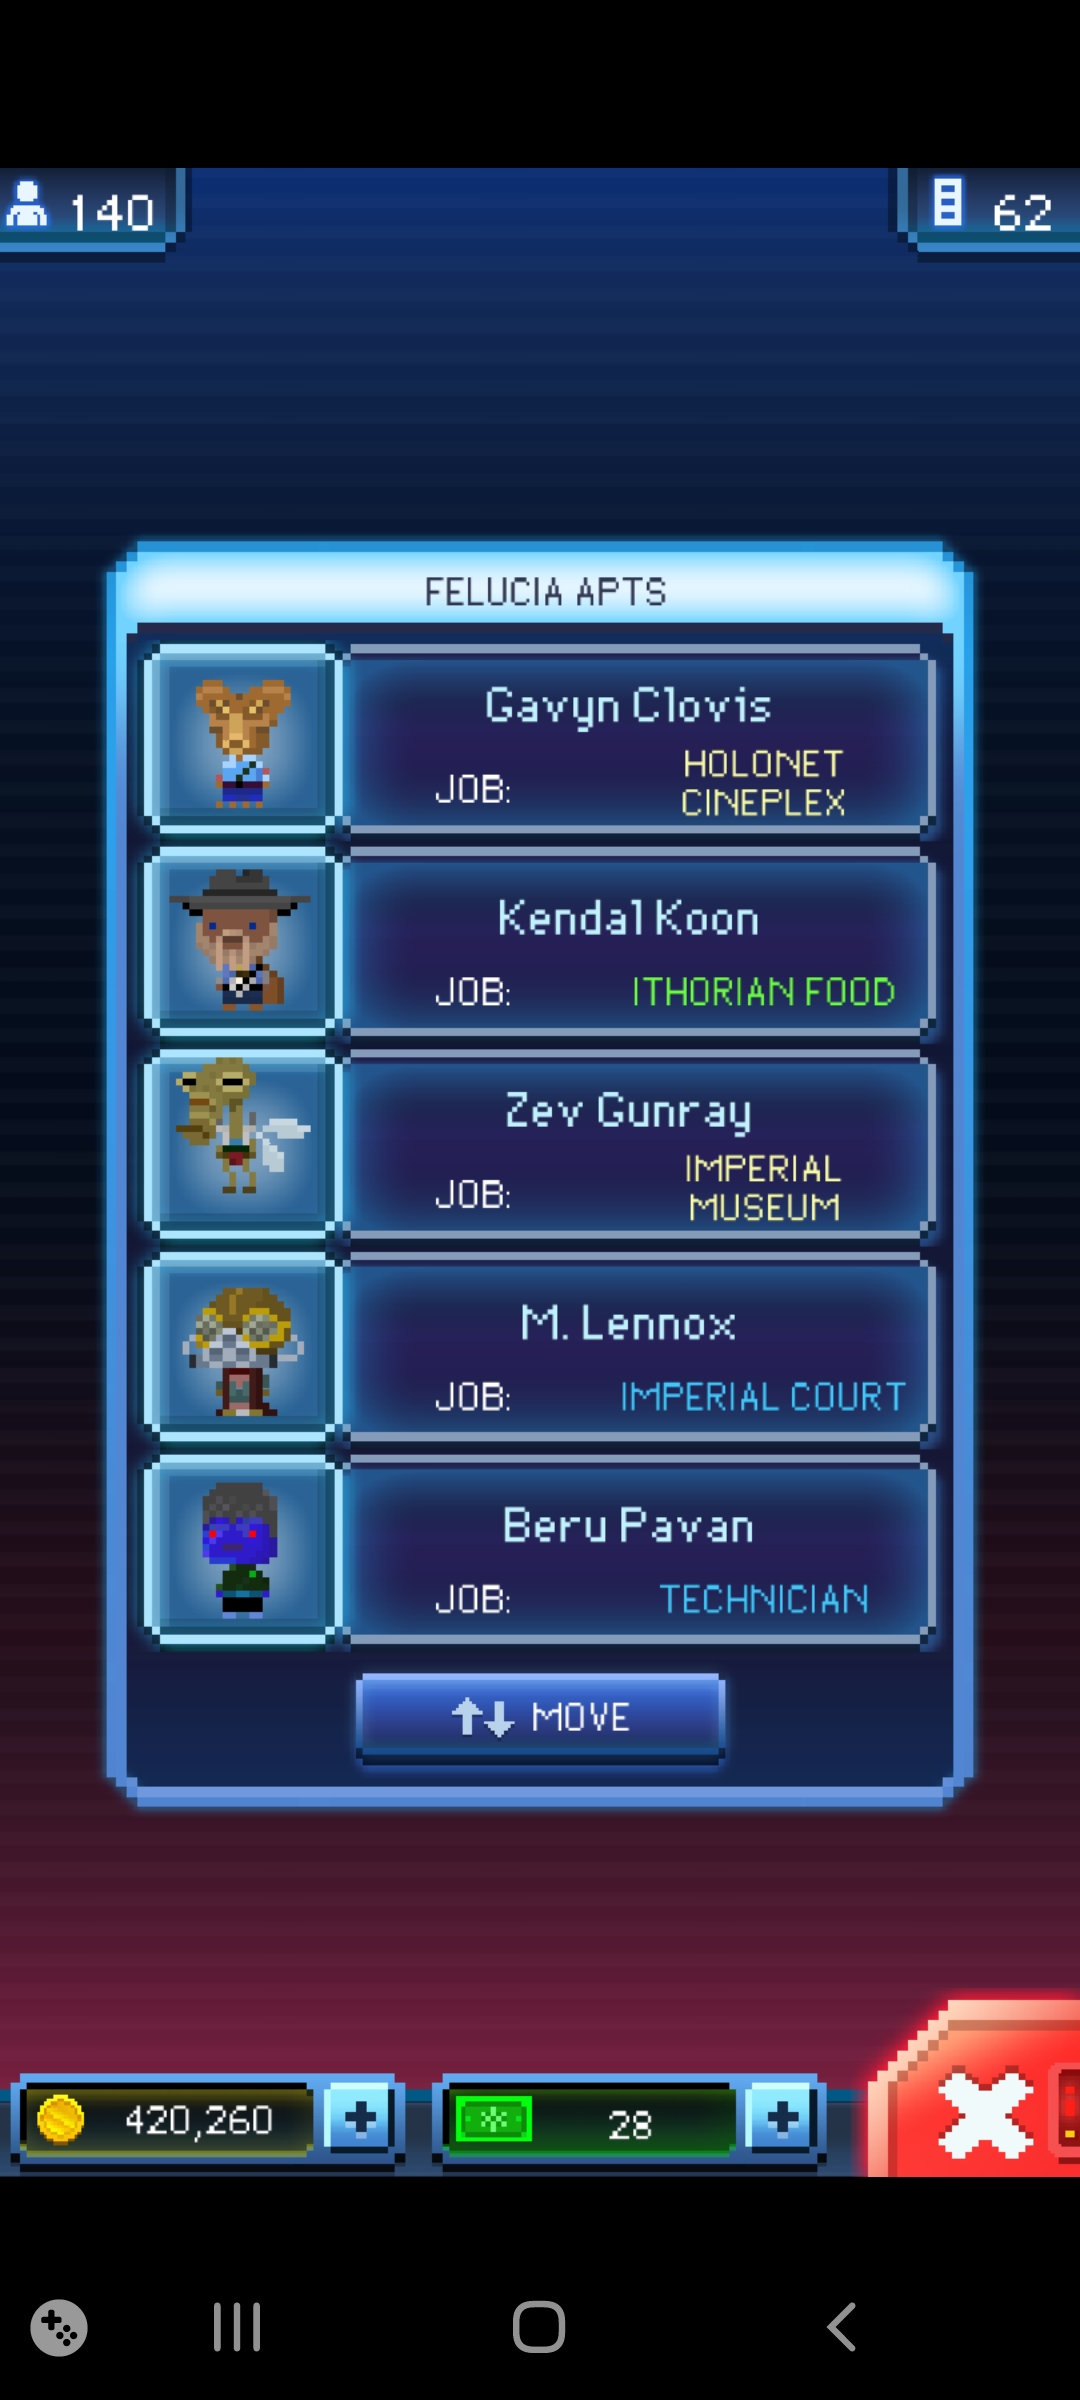 140
62
FELUCIA APTS
Gavyn Clovis
JOB: HOLONET
CINEPLEX
Kendal Koon
JOB: ITHORIAN FOOD
Zev Gunray
JOB: IMPERIAL
MUSEUM
M. Lennox
JOB: IMPERIAL COURT
Beru Pavan
JOB: TECHNICIAN
MOVE
420,260
28